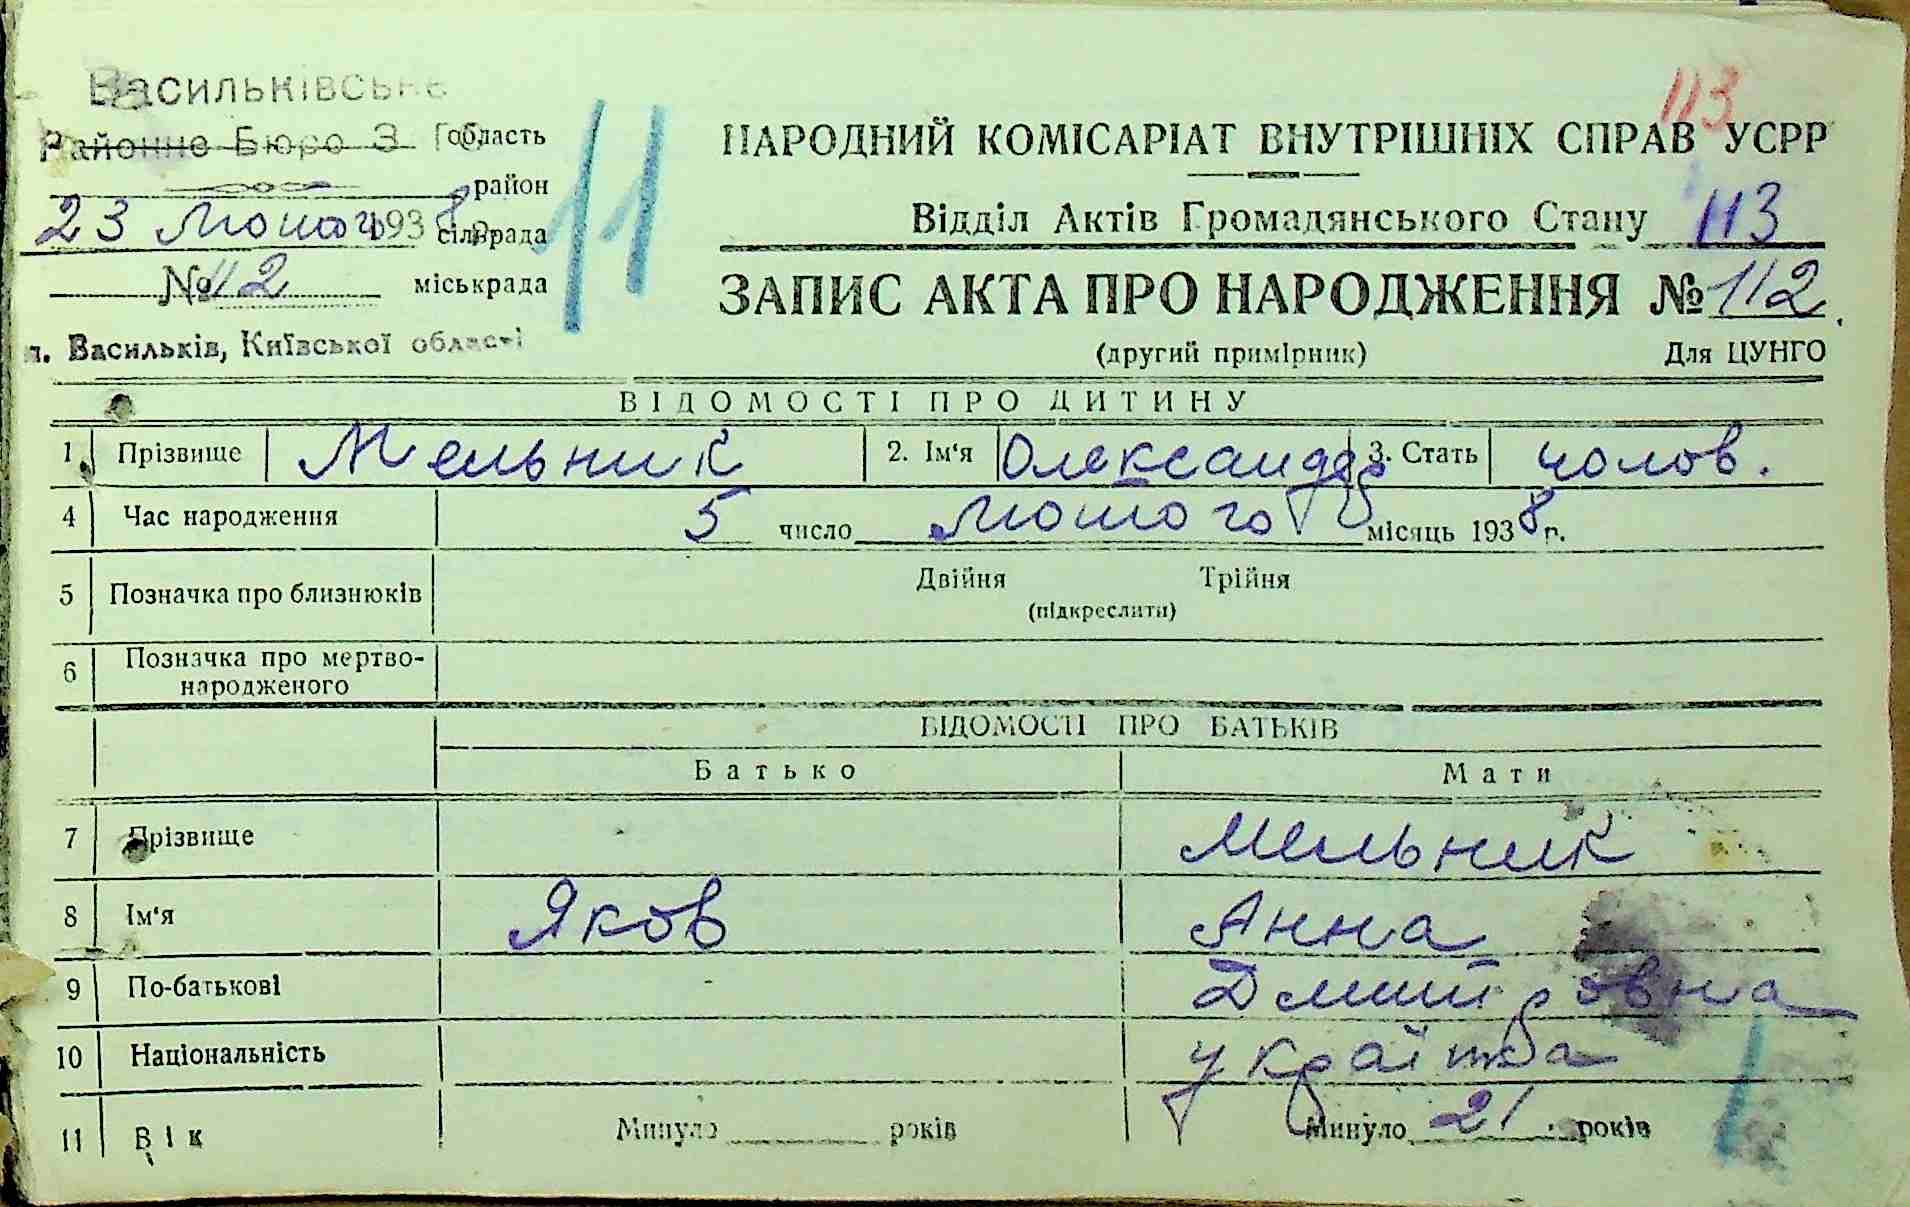 Васильківське
Районне Бюро З область
район
23 Лютого 1938 сільрада
№ 112 міськрада
м. Васильків, Київської області
11
113
НАРОДНИЙ КОМІСАРІАТ ВНУТРІШНІХ СПРАВ УСРР
Відділ Актів Громадянського Стану 113
ЗАПИС АКТА ПРО НАРОДЖЕННЯ № 112
(другий примірник) Для ЦУНГО
ВІДОМОСТІ ПРО ДИТИНУ
1 Прізвище Мельник 2. Ім'я Олександр 3. Стать чолов.
4 Час народження 5 число лютого місяць 1938 р.
5 Позначка про близнюків Двійня Трійня
(підкреслити)
6 Позначка про мертво-
народженого
ВІДОМОСТІ ПРО БАТЬКІВ
Батько Мати
7 Прізвище Мельник
8 Ім'я Яков Анна
9 По-батькові Дмитровна
10 Національність українка
11 Вік Минуло років Минуло 21 років